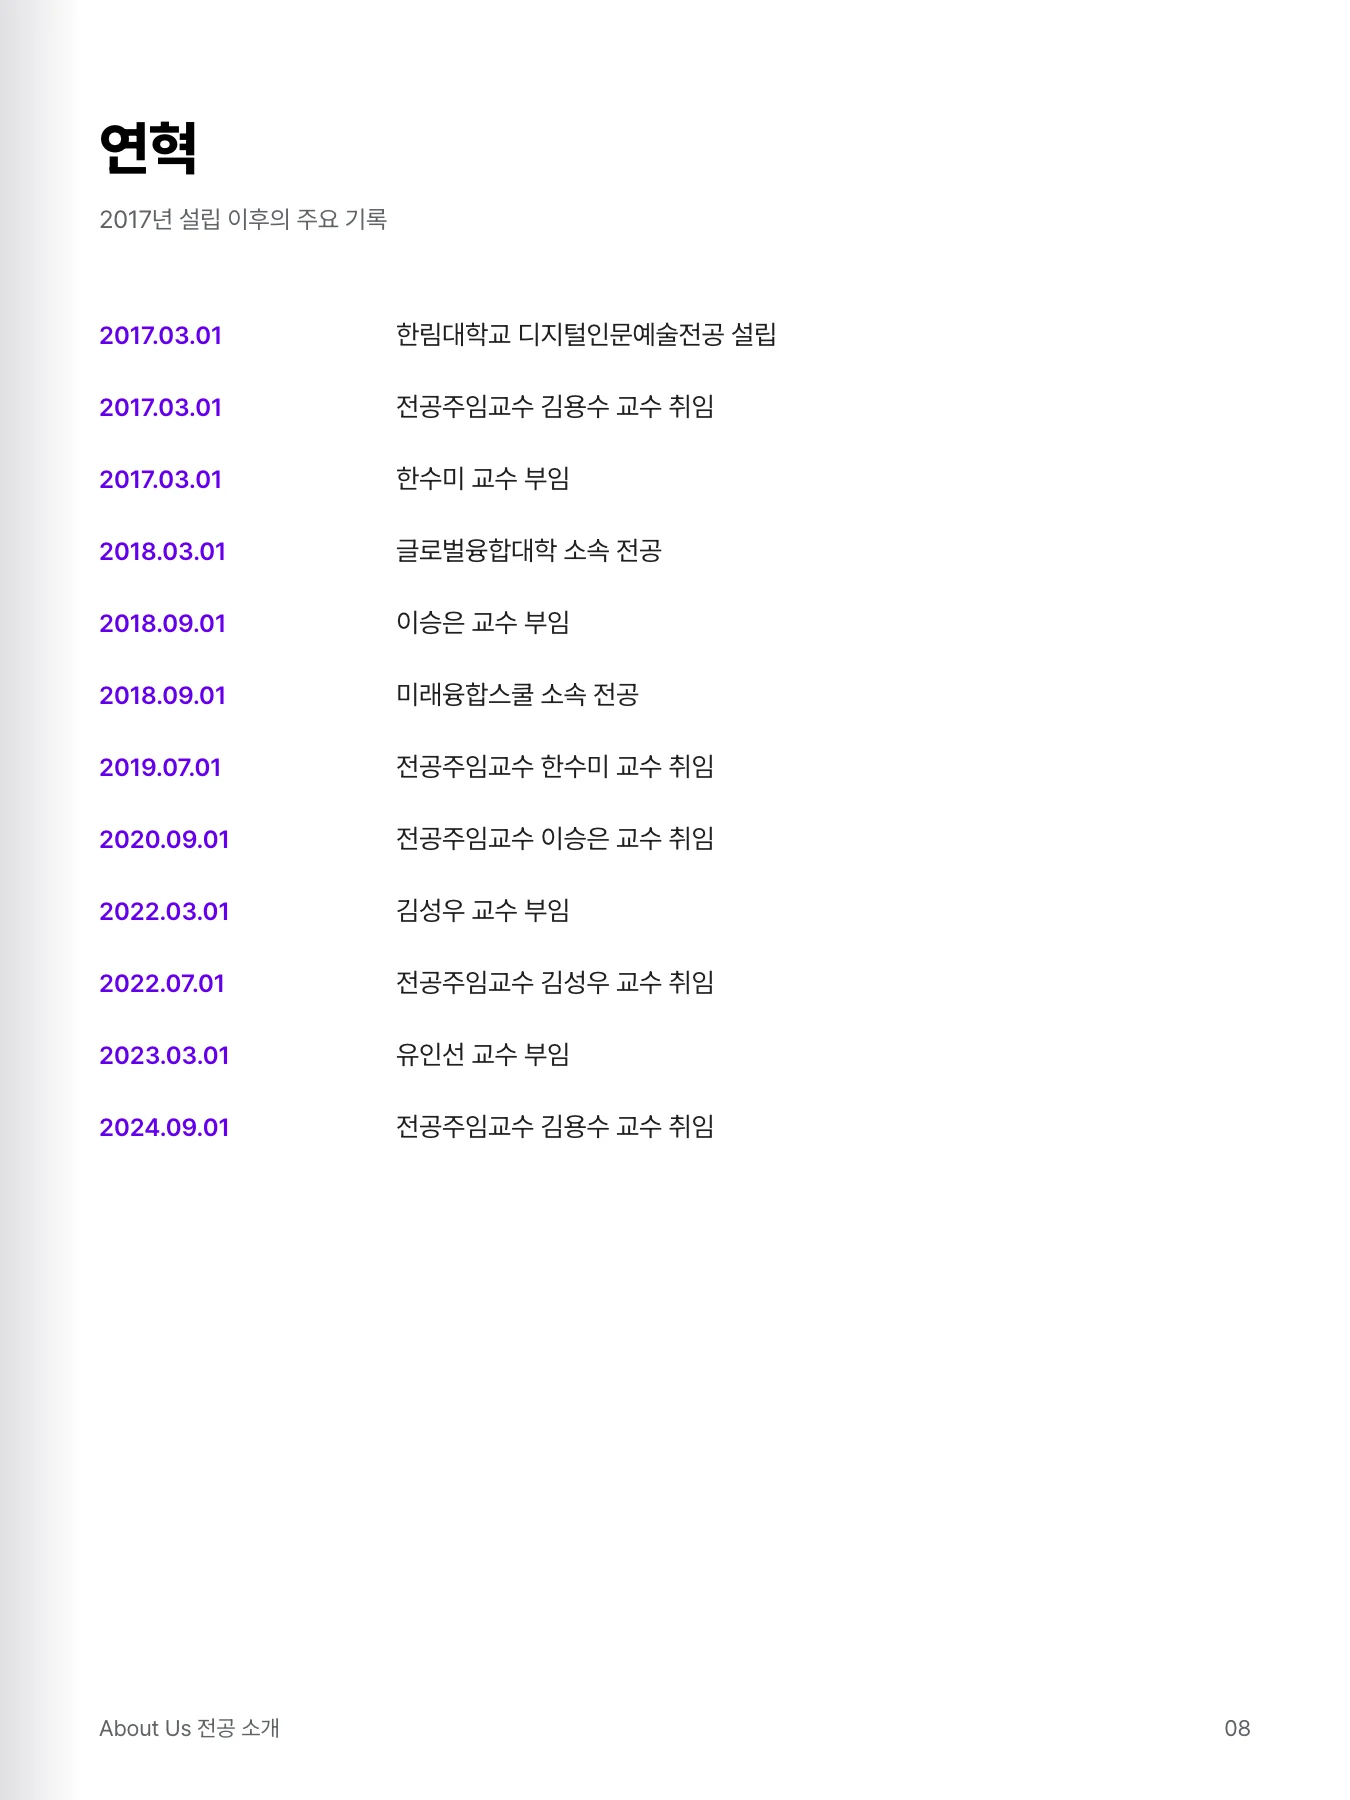 연혁
2017년 설립 이후의 주요 기록
2017.03.01 한림대학교 디지털인문예술전공 설립
2017.03.01 전공주임교수 김용수 교수 취임
2017.03.01 한수미 교수 부임
2018.03.01 글로벌융합대학 소속 전공
2018.09.01 이승은 교수 부임
2018.09.01 미래융합스쿨 소속 전공
2019.07.01 전공주임교수 한수미 교수 취임
2020.09.01 전공주임교수 이승은 교수 취임
2022.03.01 김성우 교수 부임
2022.07.01 전공주임교수 김성우 교수 취임
2023.03.01 유인선 교수 부임
2024.09.01 전공주임교수 김용수 교수 취임
About Us 전공 소개 08